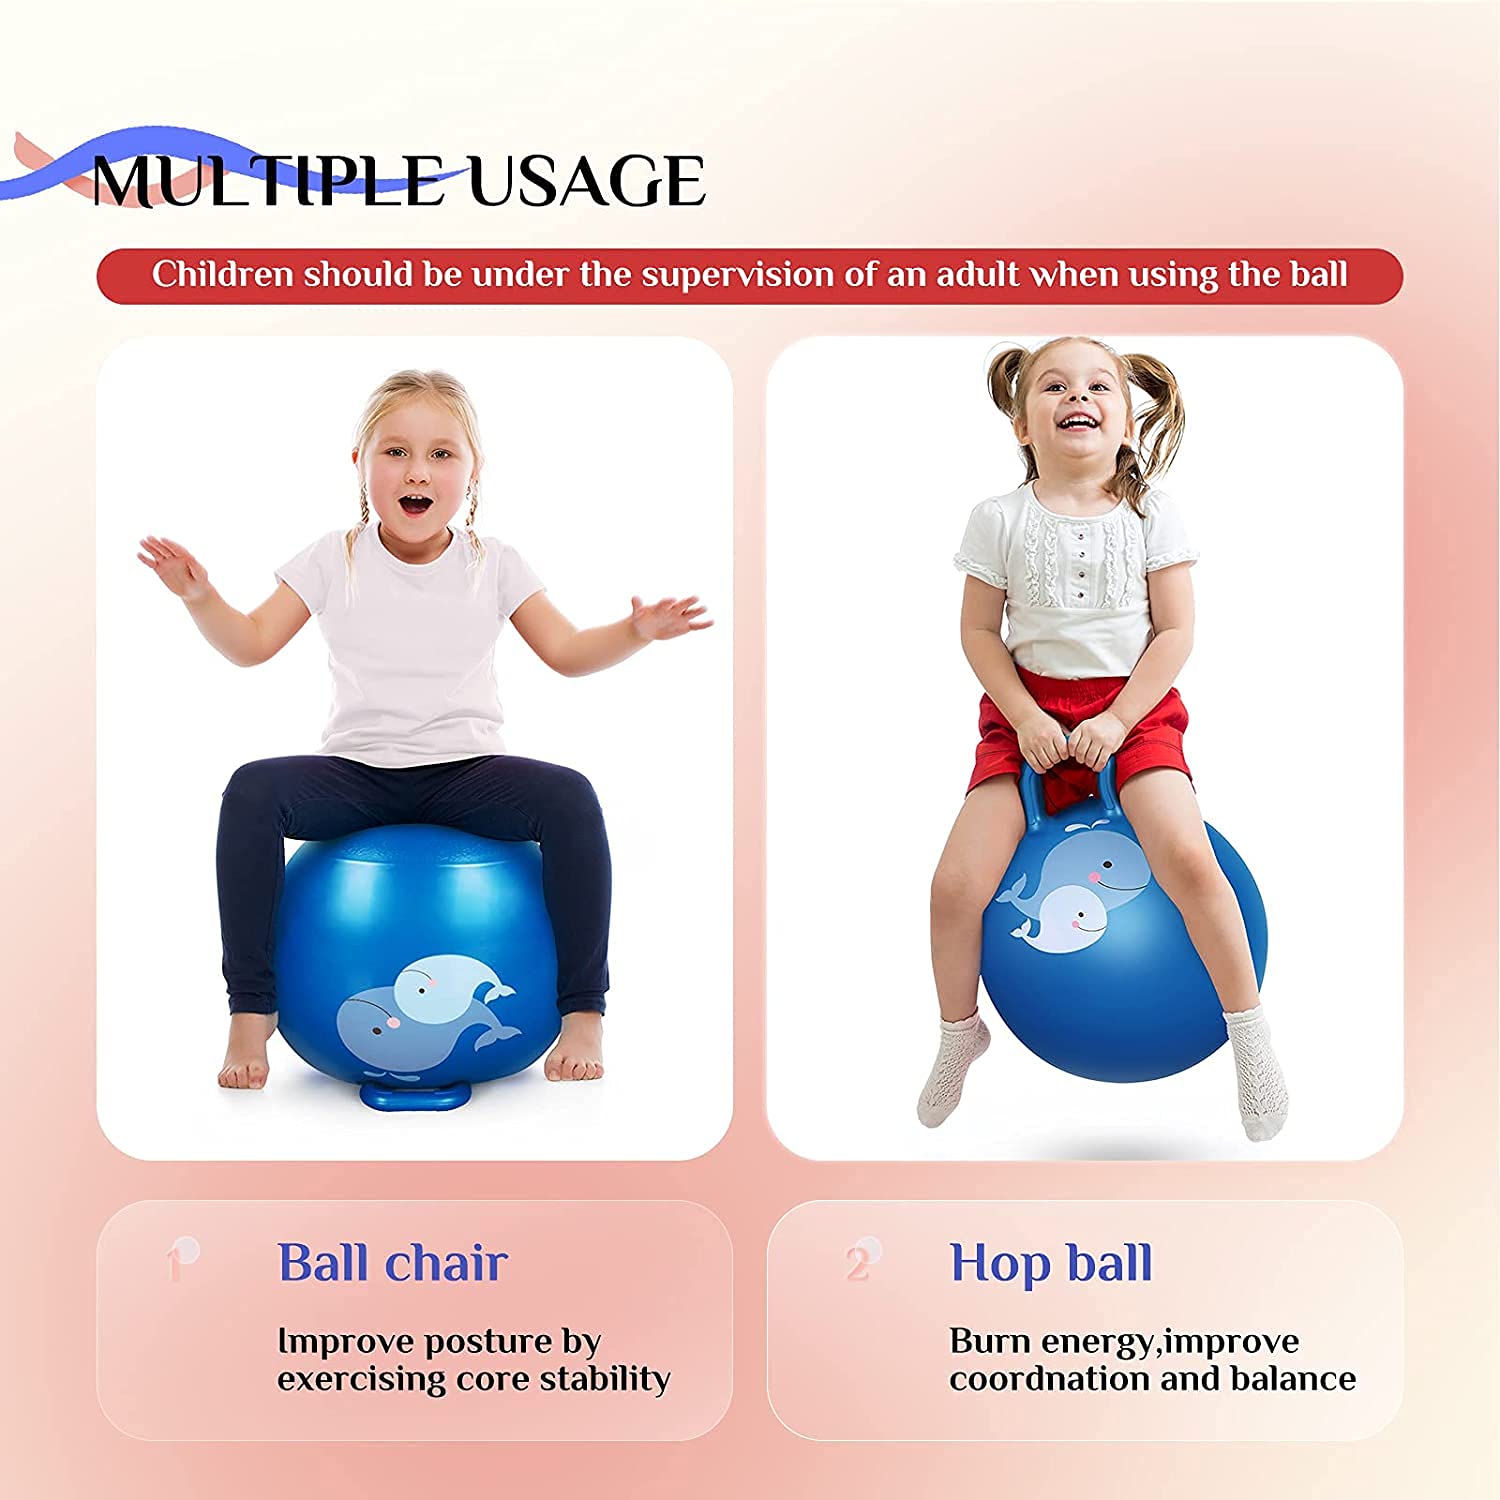 MULTIPLE USAGE
Children should be under the supervision of an adult when using the ball
1
Ball chair
Improve posture by
exercising core stability
2
Hop ball
Burn energy,improve
coordnation and balance